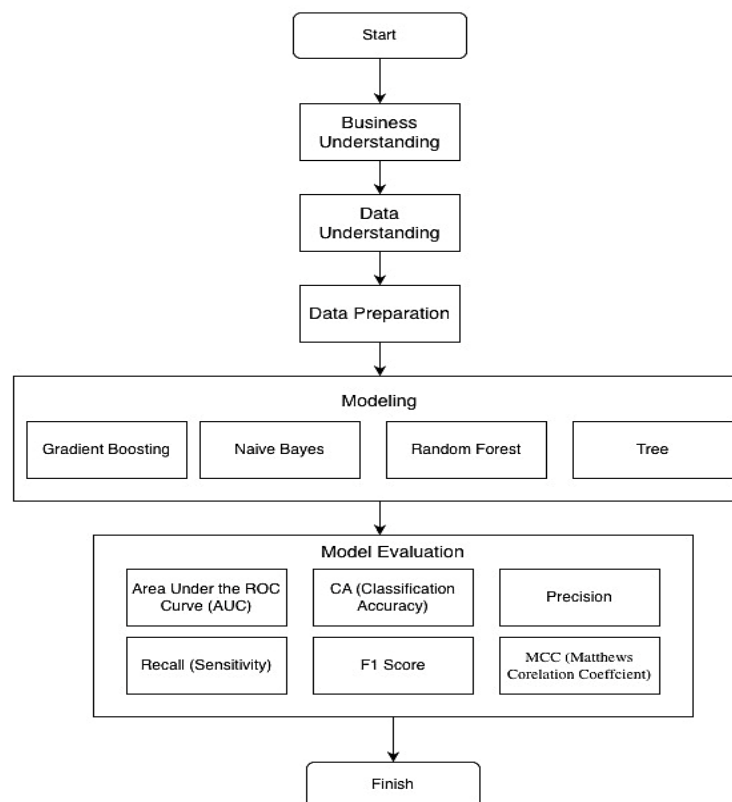 Start
Business
Understanding
Data
Understanding
Data Preparation
Modeling
Gradient Boosting
Naive Bayes
Random Forest
Tree
Model Evaluation
Area Under the ROC
Curve (AUC)
CA (Classification
Accuracy)
Precision
Recall (Sensitivity)
F1 Score
MCC (Matthews
Corelation Coeffcient)
Finish